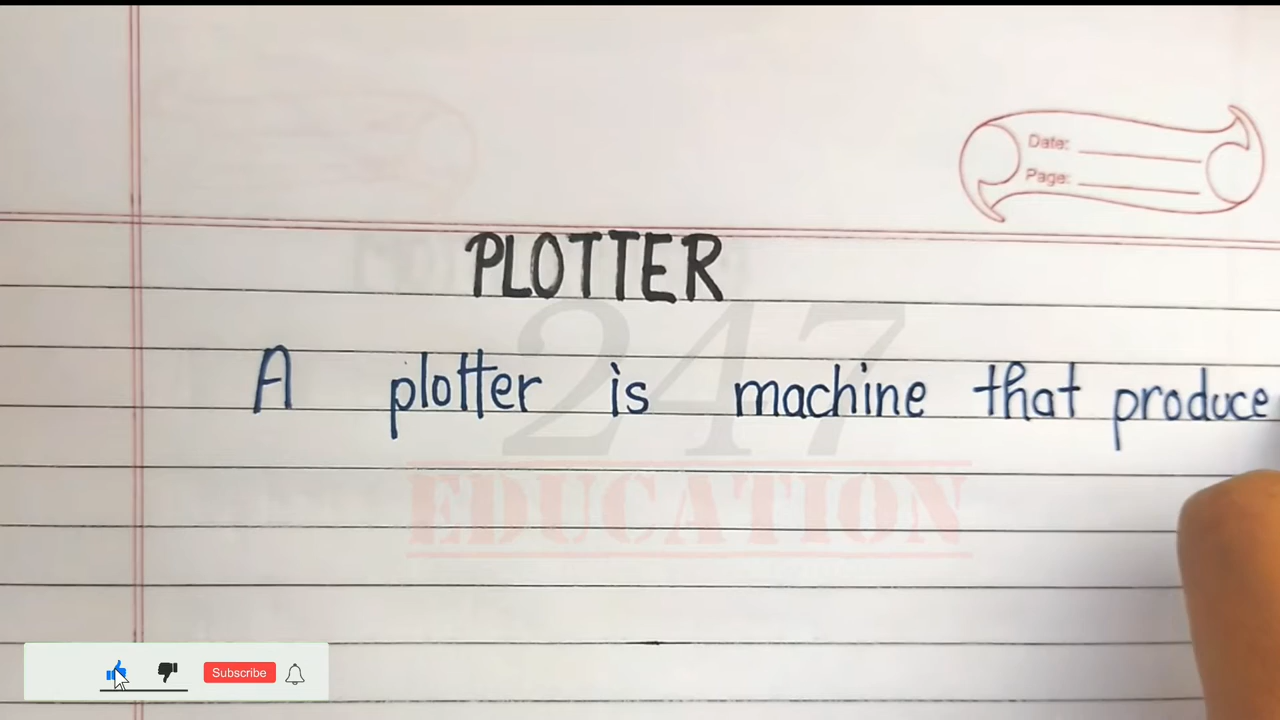 Date:
Page:
PLOTTER
A plotter is machine that produce
247
EDUCATION
Subscribe